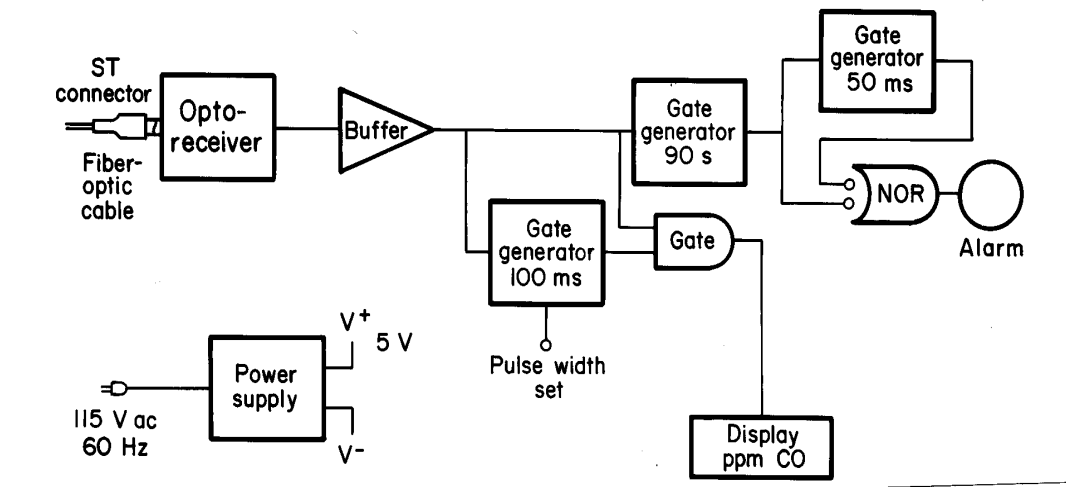 ST
connector
Fiber-
optic
cable
Opto-
receiver
Buffer
Gate
generator
90 s
Gate
generator
50 ms
NOR
Alarm
Gate
generator
100 ms
Gate
Pulse width
set
Display
ppm CO
115 V ac
60 Hz
Power
supply
V+
5 V
V-